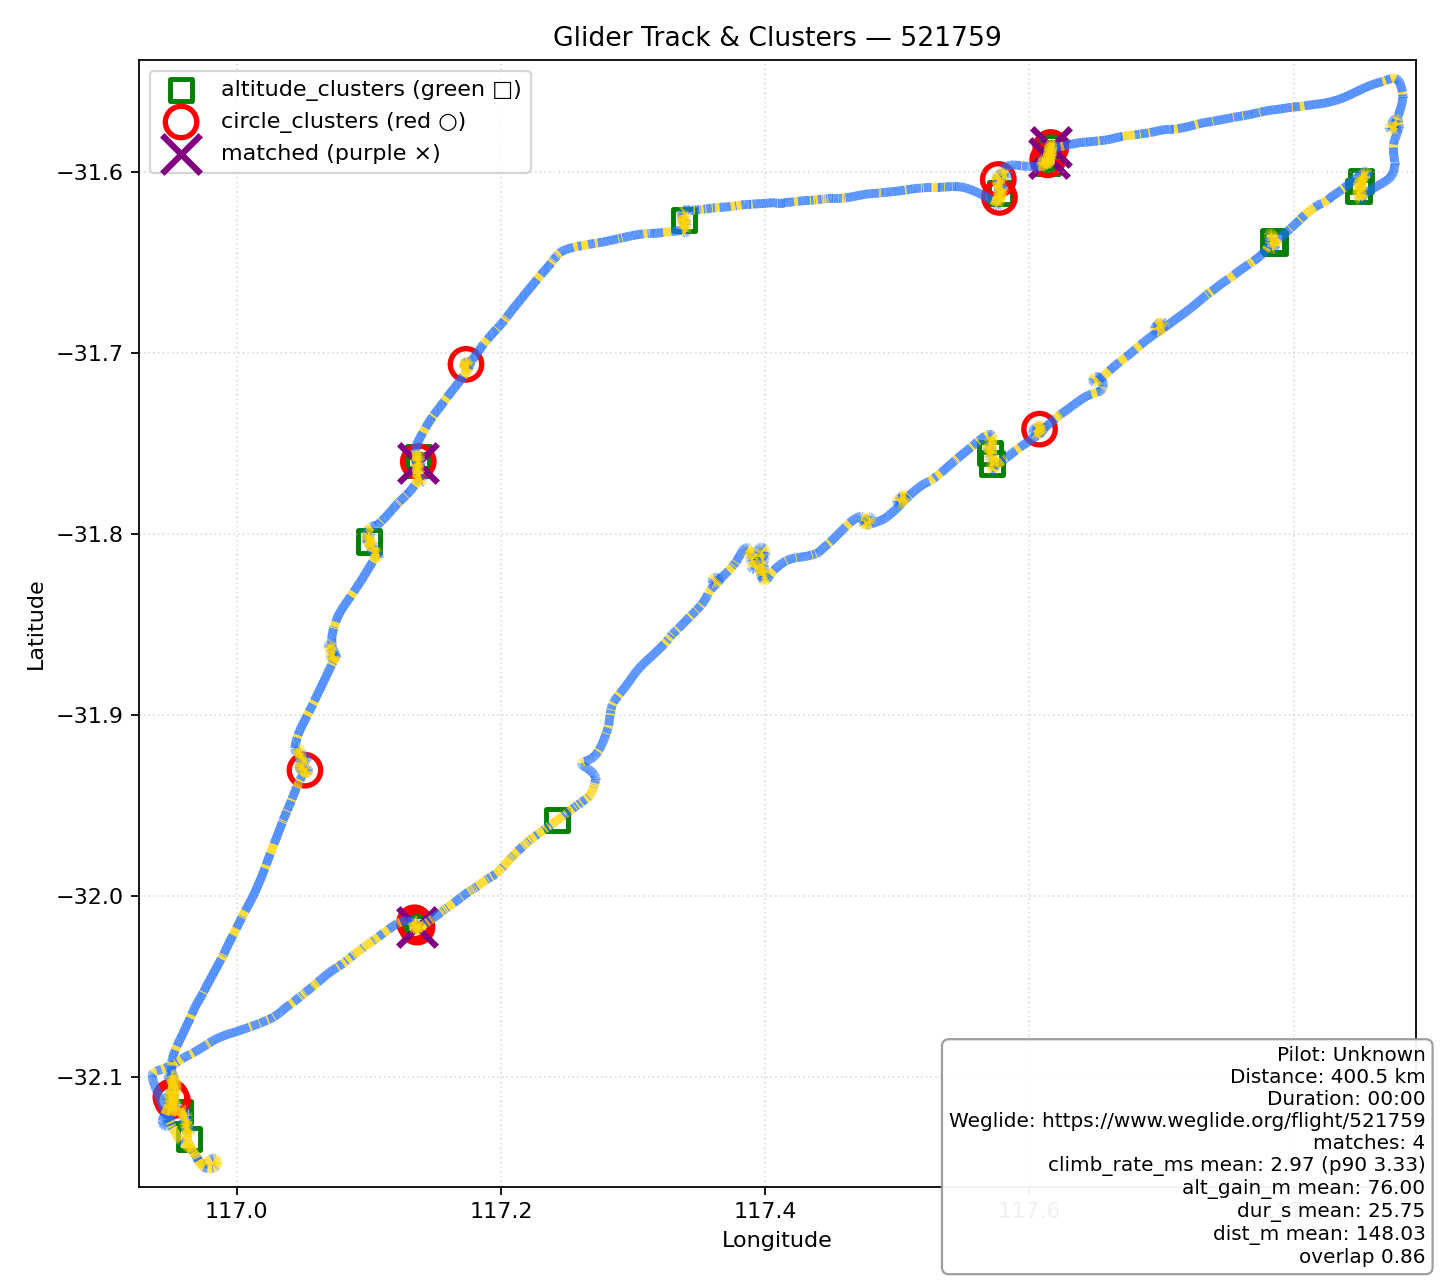 Glider Track & Clusters — 521759
altitude_clusters (green □)
circle_clusters (red ○)
matched (purple ×)
−31.6
−31.7
−31.8
−31.9
−32.0
−32.1
Latitude
117.0
117.2
117.4
117.6
Longitude
Pilot: Unknown
Distance: 400.5 km
Duration: 00:00
Weglide: https://www.weglide.org/flight/521759
matches: 4
climb_rate_ms mean: 2.97 (p90 3.33)
alt_gain_m mean: 76.00
dur_s mean: 25.75
dist_m mean: 148.03
overlap 0.86